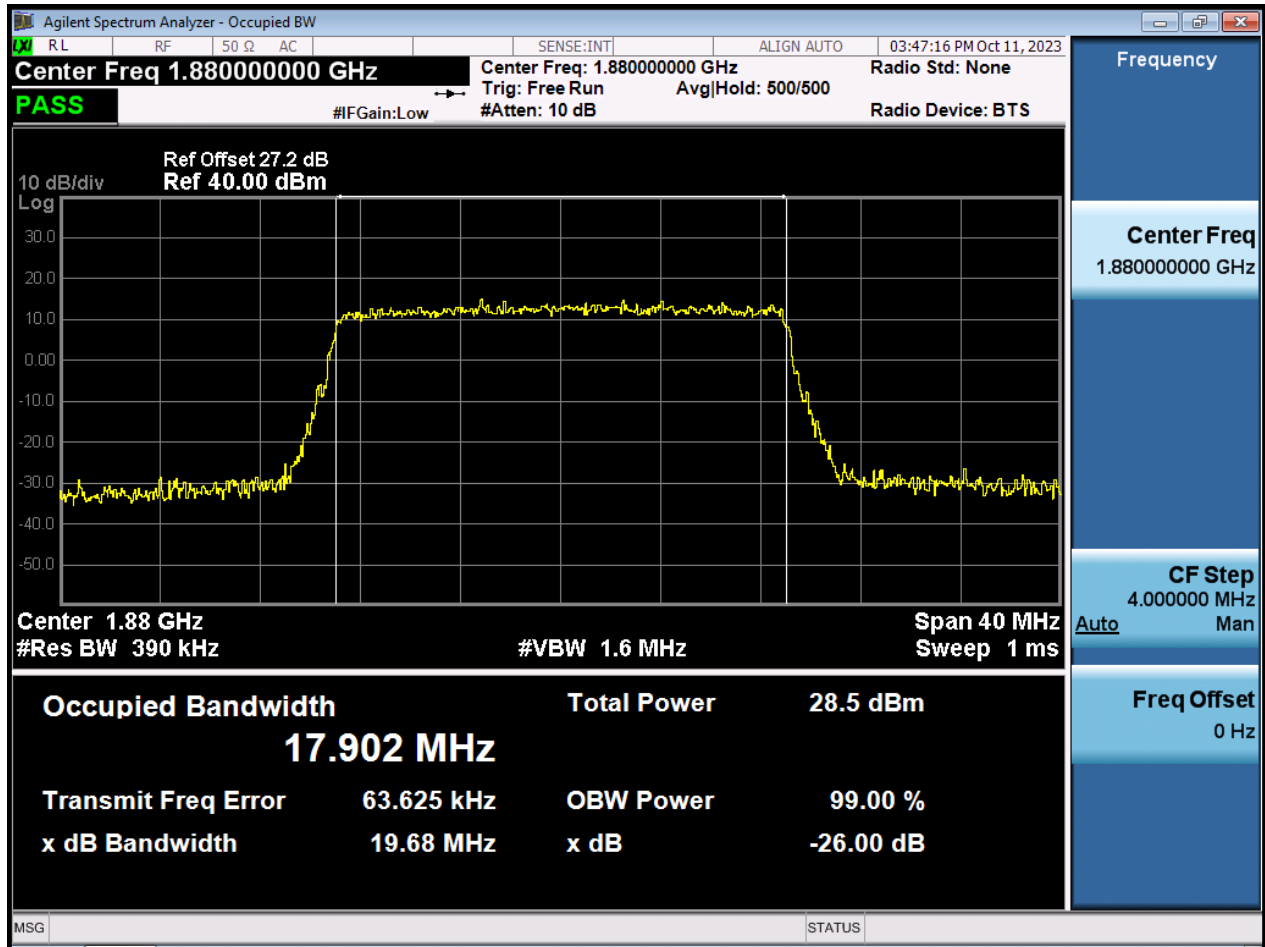 Agilent Spectrum Analyzer - Occupied BW
LXI RL RF 50 Ω AC SENSE:INT ALIGN AUTO 03:47:16 PM Oct 11, 2023
Center Freq 1.880000000 GHz
PASS
#IFGain:Low
Center Freq: 1.880000000 GHz
Trig: Free Run Avg|Hold: 500/500
#Atten: 10 dB
Radio Std: None
Radio Device: BTS
Ref Offset 27.2 dB
10 dB/div Ref 40.00 dBm
Log
30.0
20.0
10.0
0.00
-10.0
-20.0
-30.0
-40.0
-50.0
Center 1.88 GHz Span 40 MHz
#Res BW 390 kHz #VBW 1.6 MHz Sweep 1 ms
Occupied Bandwidth Total Power 28.5 dBm
17.902 MHz
Transmit Freq Error 63.625 kHz OBW Power 99.00 %
x dB Bandwidth 19.68 MHz x dB -26.00 dB
Frequency
Center Freq
1.880000000 GHz
CF Step
4.000000 MHz
Auto Man
Freq Offset
0 Hz
MSG STATUS